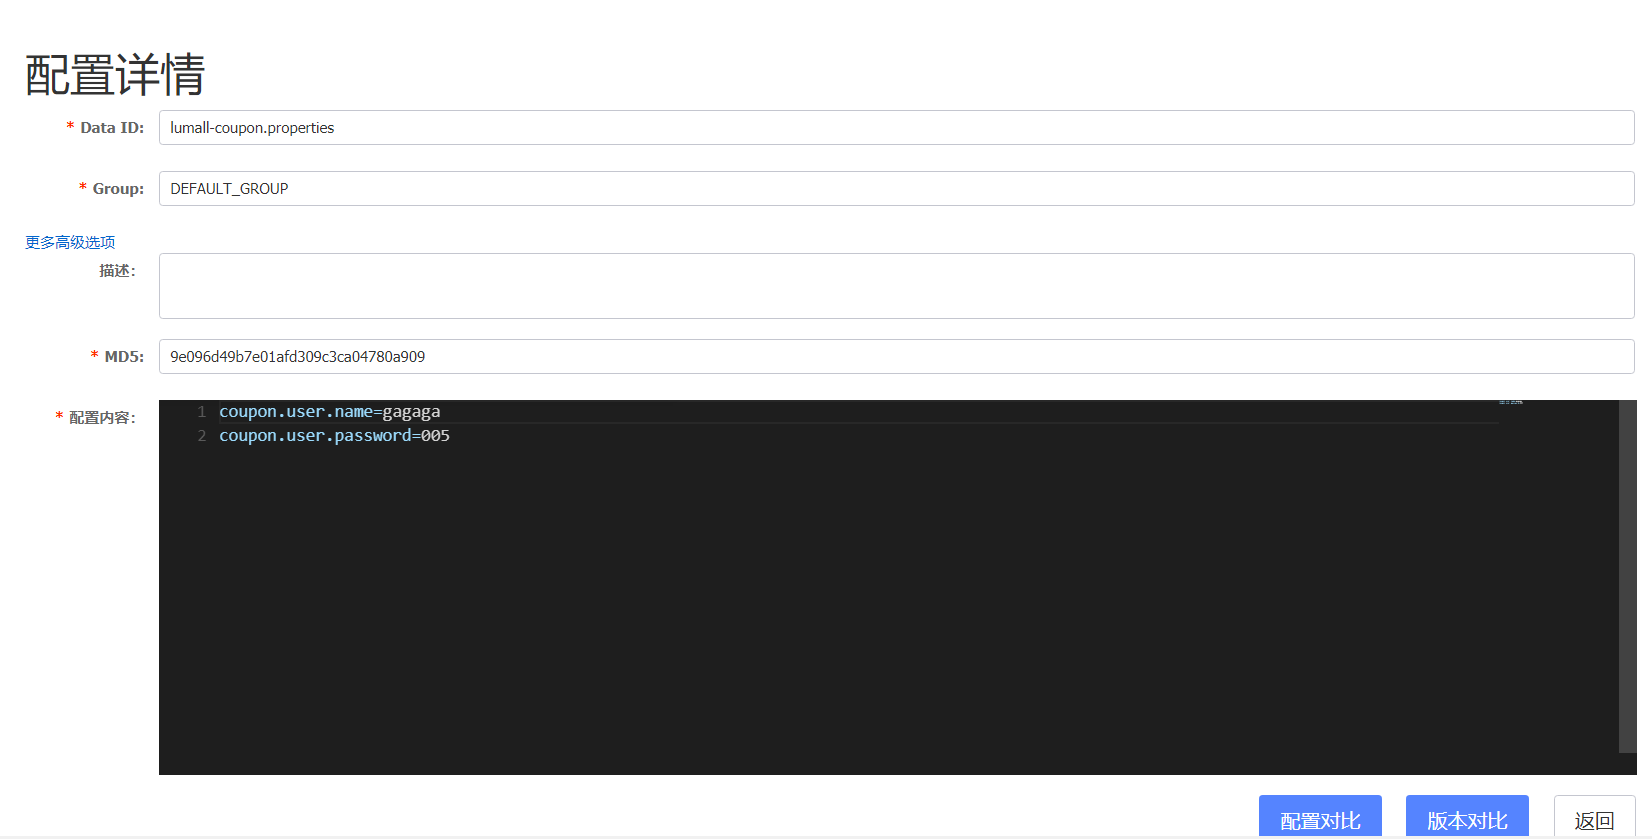 配置详情
* Data ID: lumall-coupon.properties
* Group: DEFAULT_GROUP
更多高级选项
描述:
* MD5: 9e096d49b7e01afd309c3ca04780a909
* 配置内容:
1 coupon.user.name=gagaga
2 coupon.user.password=005
配置对比 版本对比 返回